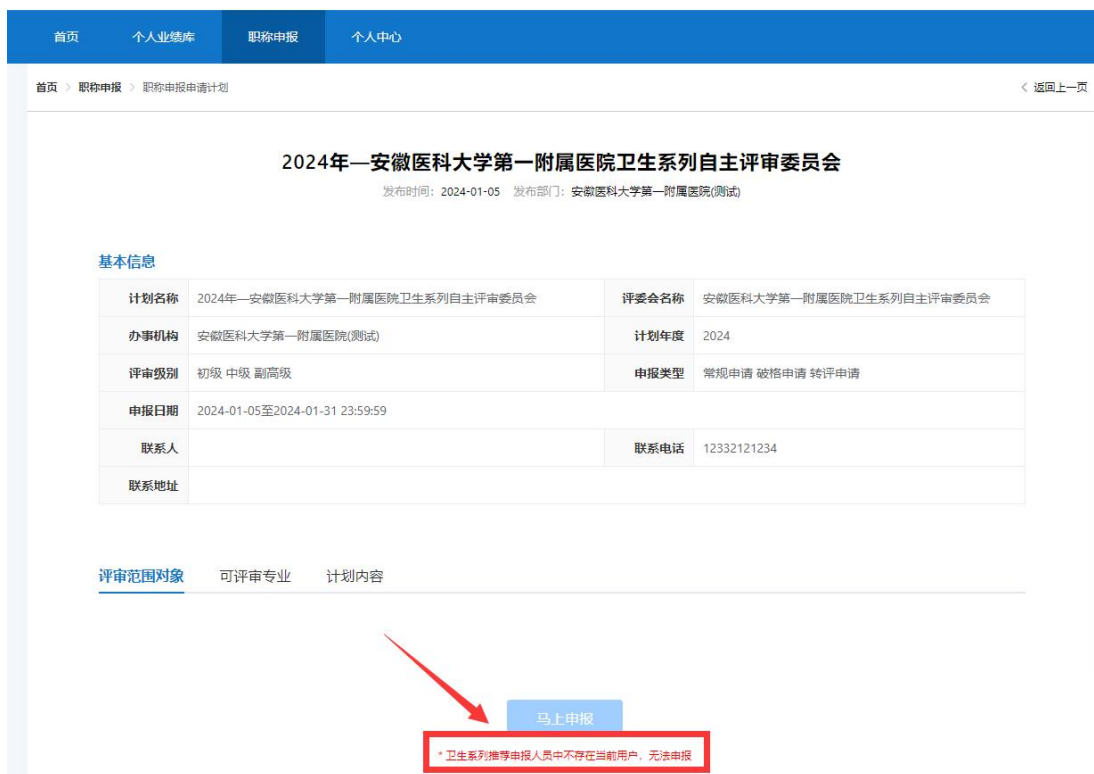 首页 个人业绩库 职称申报 个人中心
首页 > 职称申报 > 职称申报申请计划 < 返回上一页
2024年—安徽医科大学第一附属医院卫生系列自主评审委员会
发布时间：2024-01-05 发布部门：安徽医科大学第一附属医院(测试)
基本信息
计划名称 2024年—安徽医科大学第一附属医院卫生系列自主评审委员会 评委会名称 安徽医科大学第一附属医院卫生系列自主评审委员会
办事机构 安徽医科大学第一附属医院(测试) 计划年度 2024
评审级别 初级 中级 副高级 申报类型 常规申请 破格申请 转评申请
申报日期 2024-01-05至2024-01-31 23:59:59
联系人 联系电话 12332121234
联系地址
评审范围对象 可评审专业 计划内容
马上申报
* 卫生系列推荐申报人员中不存在当前用户，无法申报